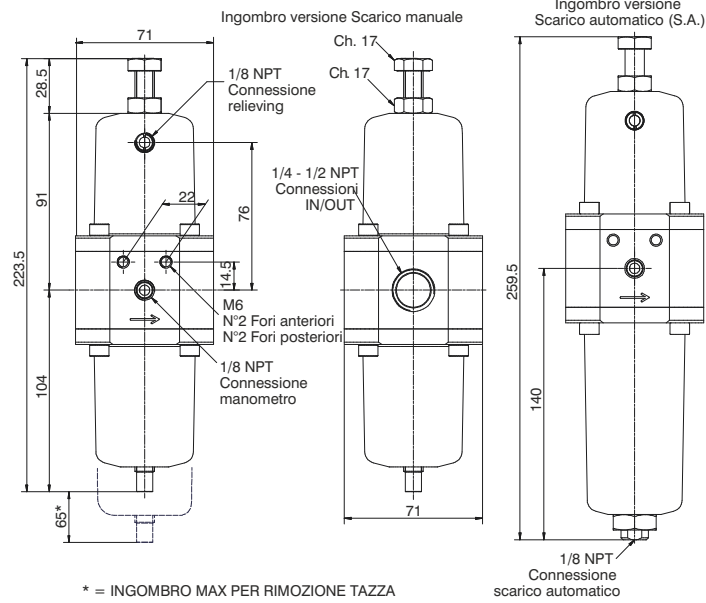 Ingombro versione Scarico manuale
Ingombro versione
Scarico automatico (S.A.)
71
Ch. 17
Ch. 17
28.5
1/8 NPT
Connessione
relieving
91
22
76
14.5
223.5
1/4 - 1/2 NPT
Connessioni
IN/OUT
M6
N°2 Fori anteriori
N°2 Fori posteriori
1/8 NPT
Connessione
manometro
104
65*
71
259.5
140
1/8 NPT
Connessione
scarico automatico
* = INGOMBRO MAX PER RIMOZIONE TAZZA